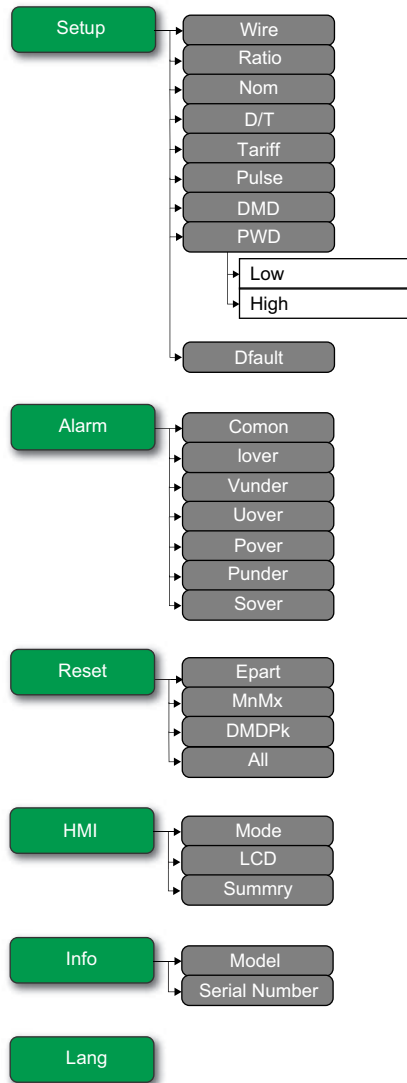 Setup
Wire
Ratio
Nom
D/T
Tariff
Pulse
DMD
PWD
Low
High
Dfault
Alarm
Comon
Iover
Vunder
Uover
Pover
Punder
Sover
Reset
Epart
MnMx
DMDPk
All
HMI
Mode
LCD
Summry
Info
Model
Serial Number
Lang